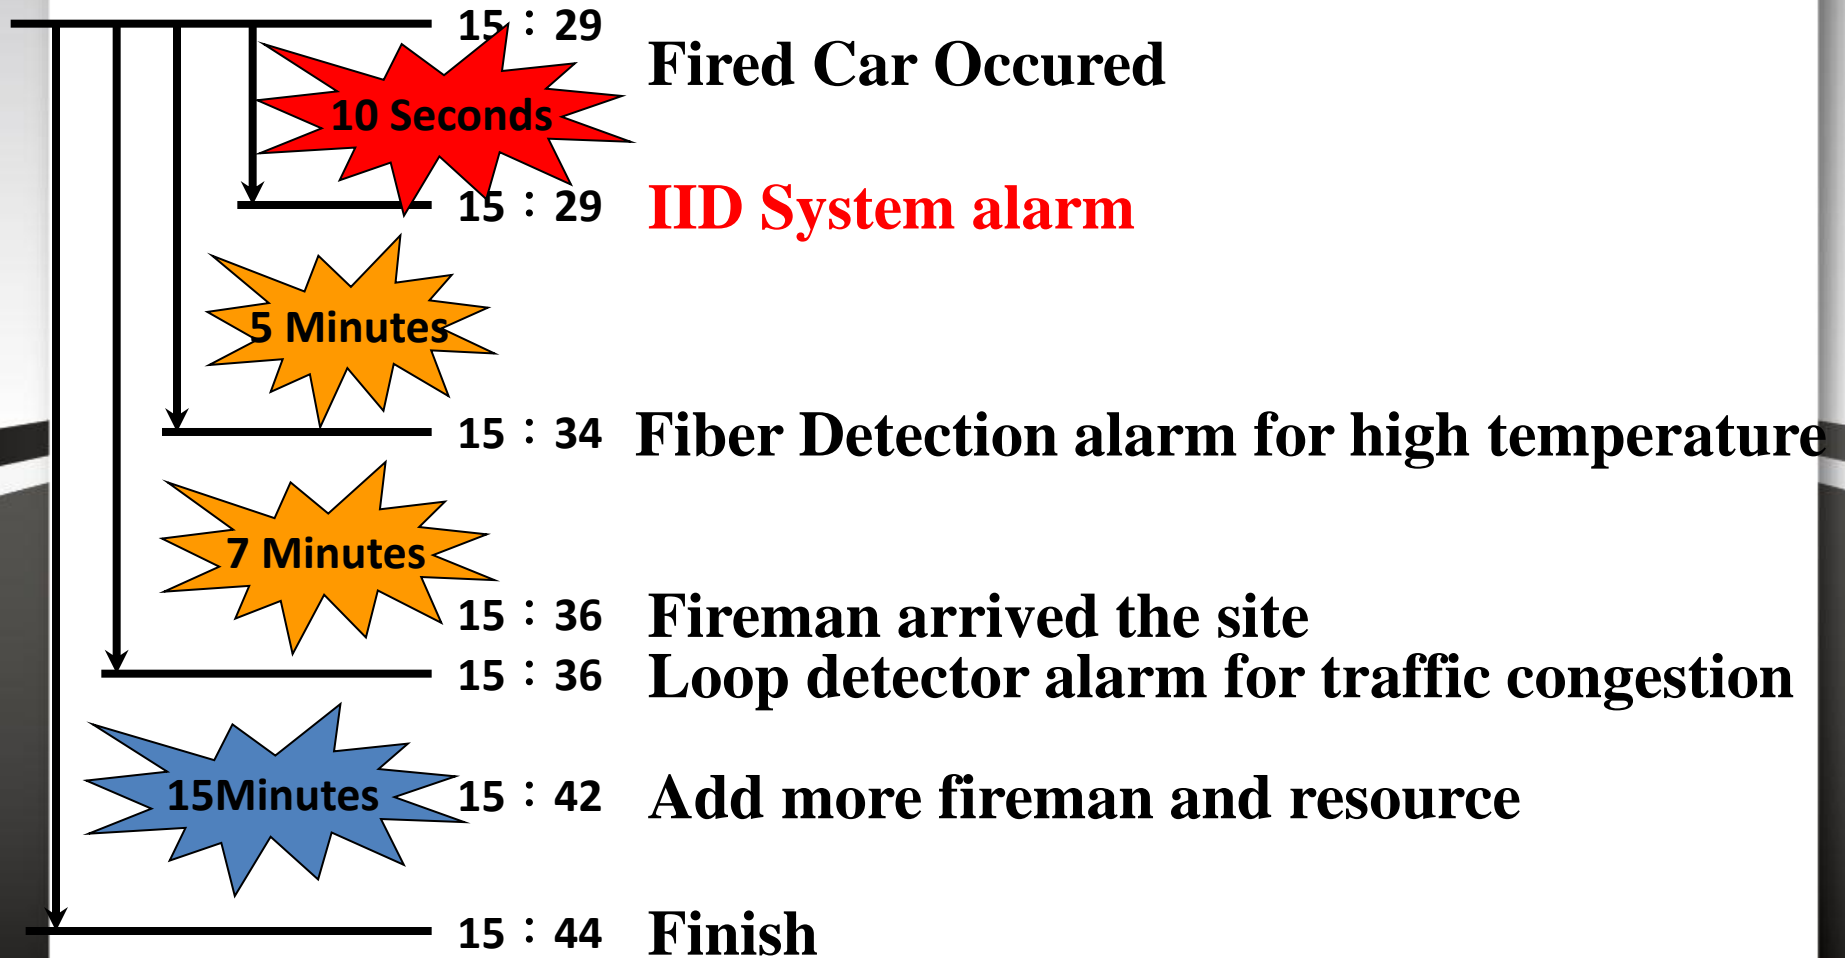 15：29
Fired Car Occured
10 Seconds
15：29 IID System alarm
5 Minutes
15：34 Fiber Detection alarm for high temperature
7 Minutes
15：36 Fireman arrived the site
15：36 Loop detector alarm for traffic congestion
15Minutes
15：42 Add more fireman and resource
15：44 Finish